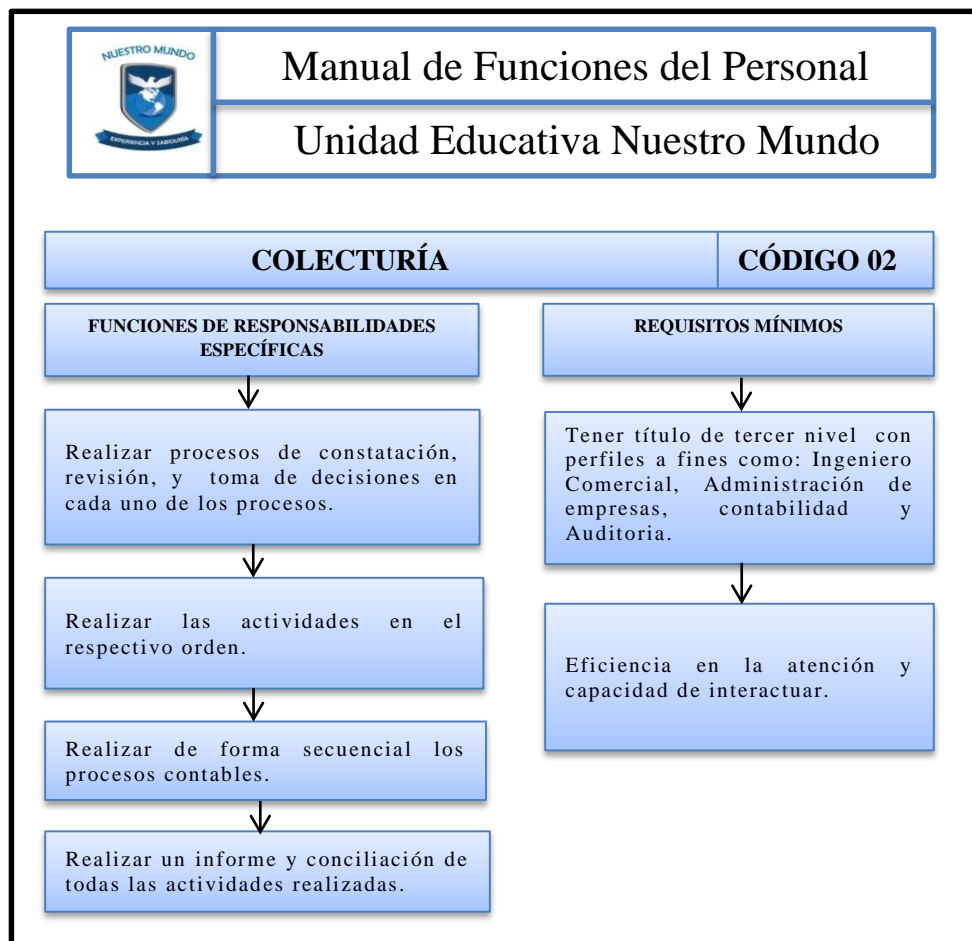 NUESTRO MUNDO
EXPERIENCIA Y SABIDURÍA
Manual de Funciones del Personal
Unidad Educativa Nuestro Mundo
COLECTURÍA
CÓDIGO 02
FUNCIONES DE RESPONSABILIDADES
ESPECÍFICAS
Realizar procesos de constatación,
revisión, y toma de decisiones en
cada uno de los procesos.
Realizar las actividades en el
respectivo orden.
Realizar de forma secuencial los
procesos contables.
Realizar un informe y conciliación de
todas las actividades realizadas.
REQUISITOS MÍNIMOS
Tener título de tercer nivel con
perfiles a fines como: Ingeniero
Comercial, Administración de
empresas, contabilidad y
Auditoria.
Eficiencia en la atención y
capacidad de interactuar.